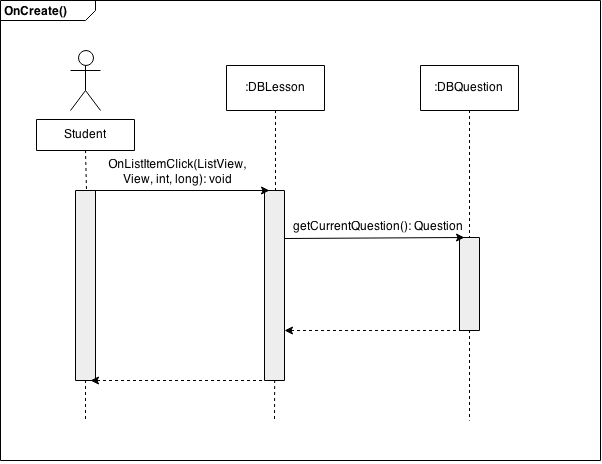 OnCreate()
:DBLesson
:DBQuestion
Student
OnListItemClick(ListView,
View, int, long): void
getCurrentQuestion(): Question